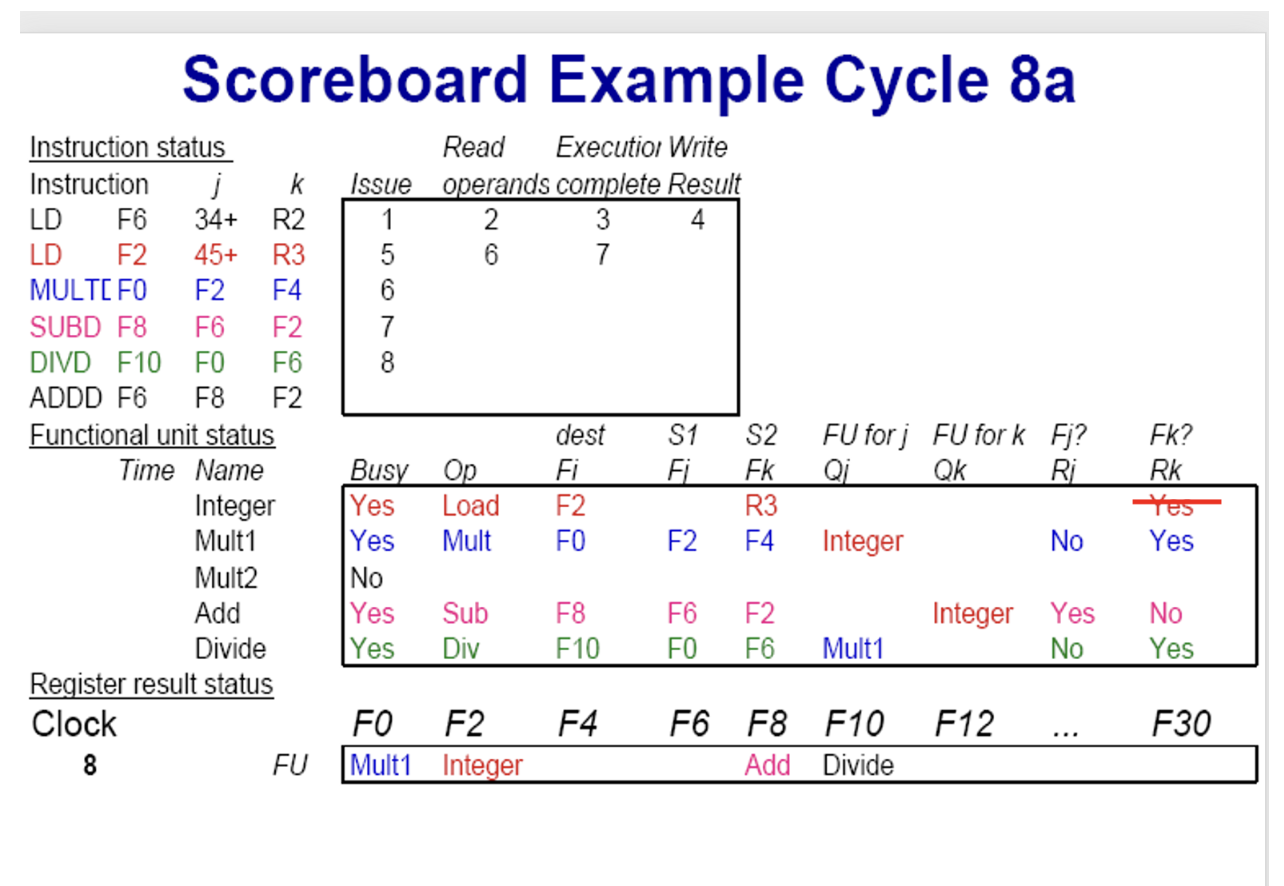 Scoreboard Example Cycle 8a
Instruction status Read Execution Write
Instruction j k Issue operands complete Result
LD F6 34+ R2 1 2 3 4
LD F2 45+ R3 5 6 7
MULTD F0 F2 F4 6
SUBD F8 F6 F2 7
DIVD F10 F0 F6 8
ADDD F6 F8 F2
Functional unit status dest S1 S2 FU for j FU for k Fj? Fk?
Time Name Busy Op Fi Fj Fk Qj Qk Rj Rk
Integer Yes Load F2 R3 Yes
Mult1 Yes Mult F0 F2 F4 Integer No Yes
Mult2 No
Add Yes Sub F8 F6 F2 Integer Yes No
Divide Yes Div F10 F0 F6 Mult1 No Yes
Register result status
Clock F0 F2 F4 F6 F8 F10 F12 ... F30
8 FU Mult1 Integer Add Divide